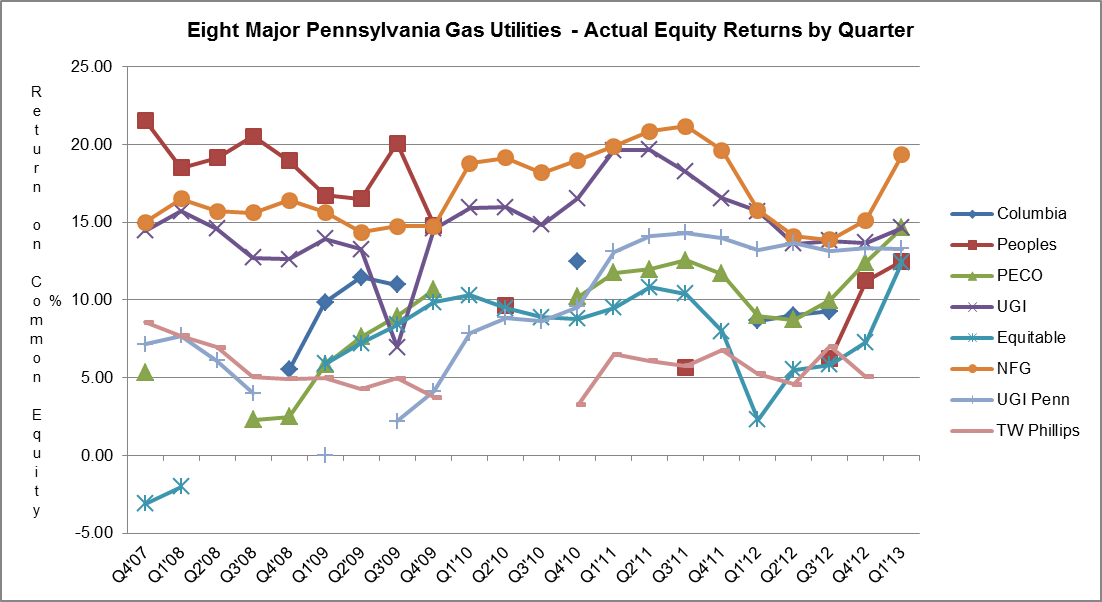 Eight Major Pennsylvania Gas Utilities - Actual Equity Returns by Quarter
Return on Common Equity
%
25.00
20.00
15.00
10.00
5.00
0.00
-5.00
Q4'07
Q1'08
Q2'08
Q3'08
Q4'08
Q1'09
Q2'09
Q3'09
Q4'09
Q1'10
Q2'10
Q3'10
Q4'10
Q1'11
Q2'11
Q3'11
Q4'11
Q1'12
Q2'12
Q3'12
Q4'12
Q1'13
Columbia
Peoples
PECO
UGI
Equitable
NFG
UGI Penn
TW Phillips